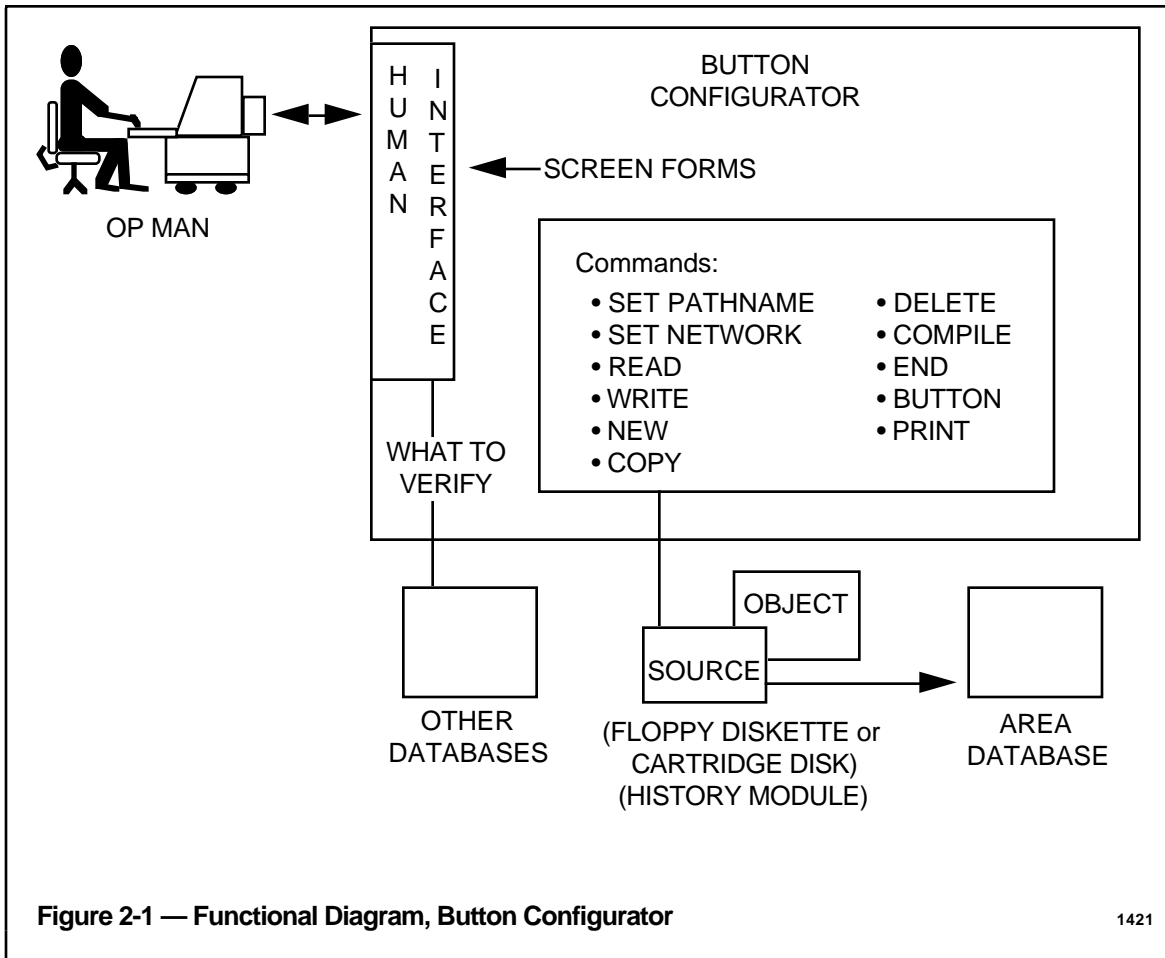 HUMAN
INTERFACE
BUTTON
CONFIGURATOR
SCREEN FORMS
OP MAN
Commands:
• SET PATHNAME
• SET NETWORK
• READ
• WRITE
• NEW
• COPY
• DELETE
• COMPILE
• END
• BUTTON
• PRINT
WHAT TO
VERIFY
OBJECT
SOURCE
OTHER
DATABASES
(FLOPPY DISKETTE or
CARTRIDGE DISK)
(HISTORY MODULE)
AREA
DATABASE
Figure 2-1 — Functional Diagram, Button Configurator
1421